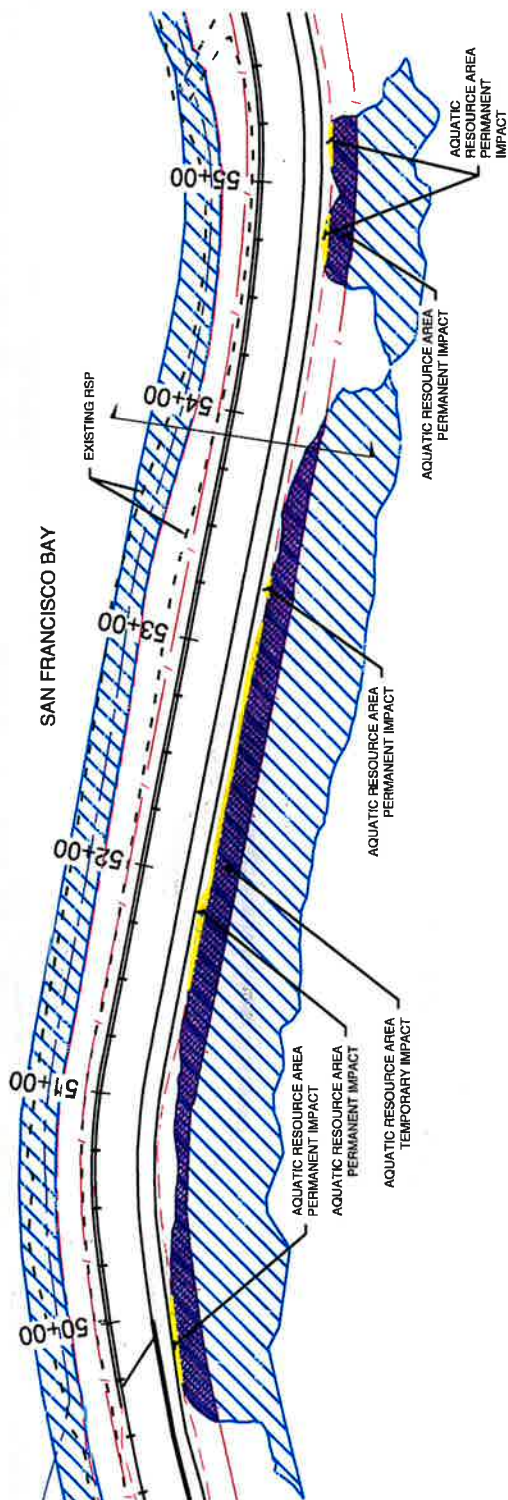 SAN FRANCISCO BAY
EXISTING RSP
50+00
51+00
52+00
53+00
54+00
55+00
AQUATIC RESOURCE AREA
PERMANENT IMPACT
AQUATIC RESOURCE AREA
PERMANENT IMPACT
AQUATIC RESOURCE AREA
TEMPORARY IMPACT
AQUATIC RESOURCE AREA
PERMANENT IMPACT
AQUATIC RESOURCE AREA
PERMANENT IMPACT
AQUATIC
RESOURCE AREA
PERMANENT
IMPACT